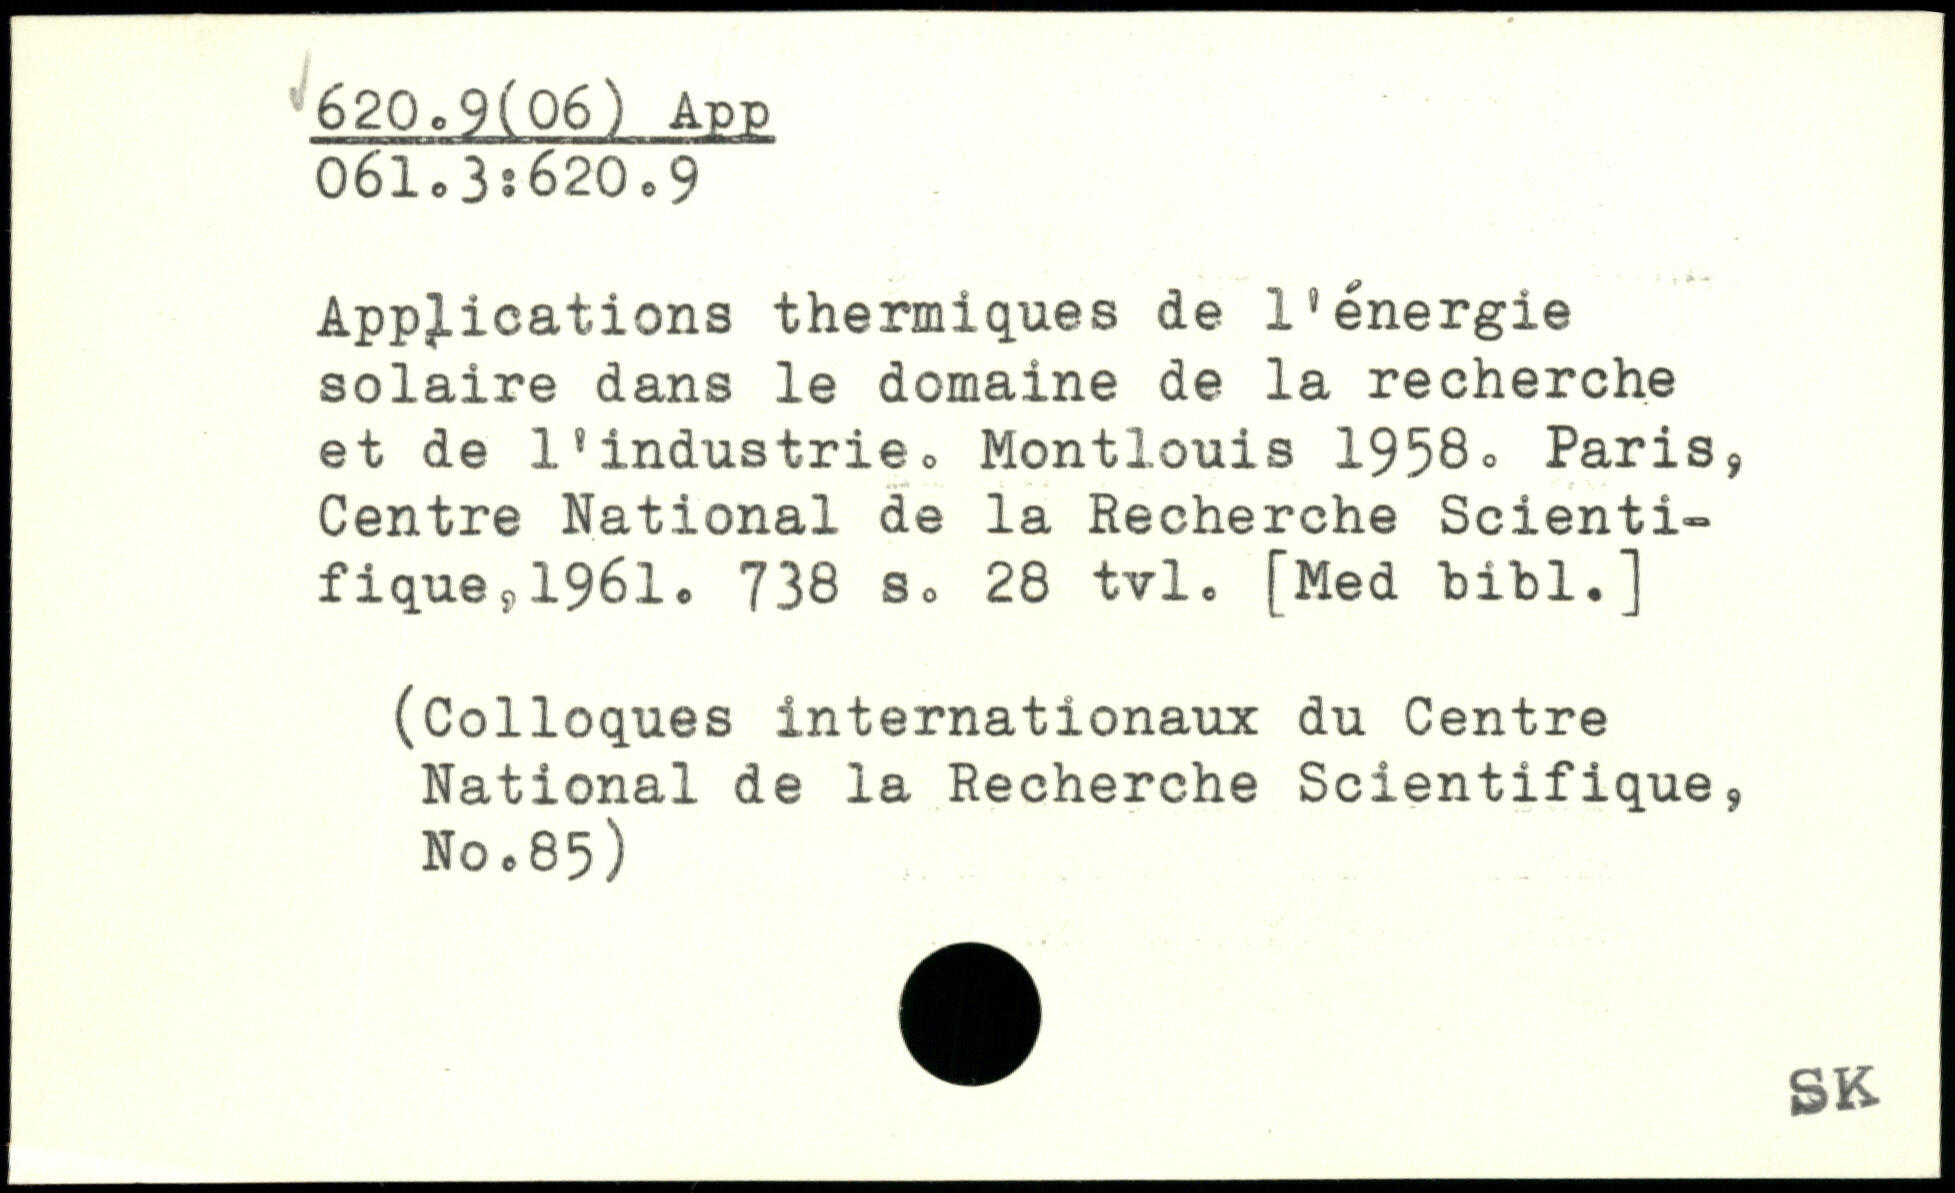 620.9(06) App
061.3:620.9
Applications thermiques de l'énergie
solaire dans le domaine de la recherche
et de l'industrie. Montlouis 1958. Paris,
Centre National de la Recherche Scienti-
fique,1961. 738 s. 28 tvl. [Med bibl.]
(Colloques internationaux du Centre
National de la Recherche Scientifique,
No.85)
SK